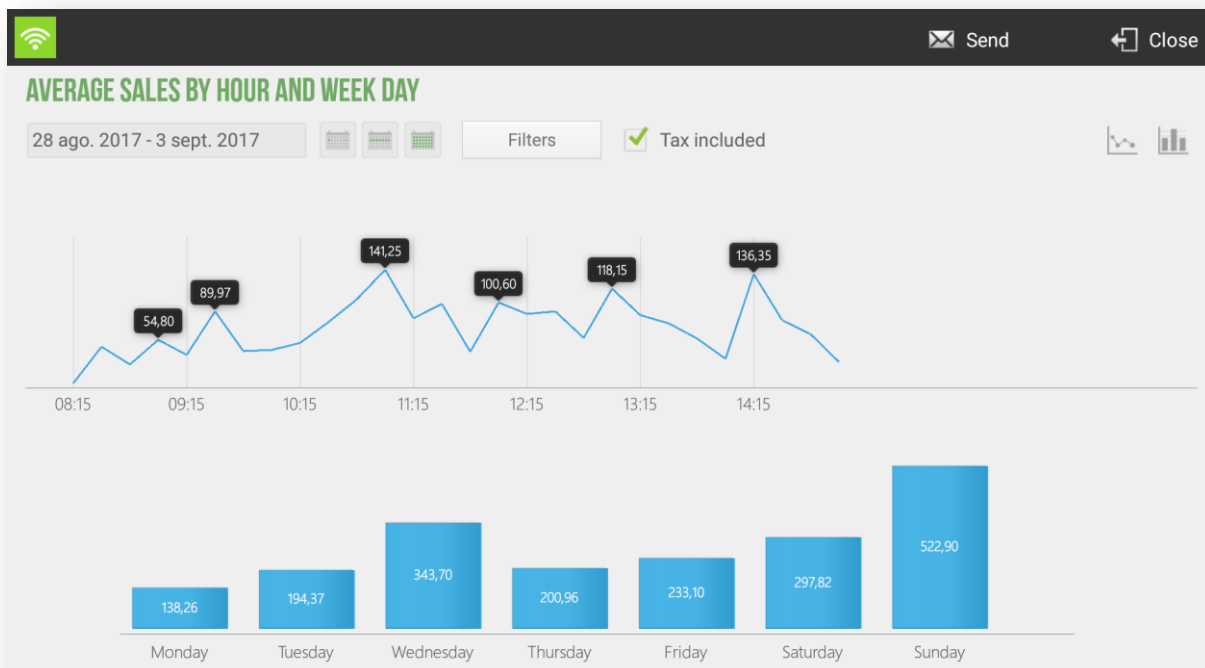 Send
Close
AVERAGE SALES BY HOUR AND WEEK DAY
28 ago. 2017 - 3 sept. 2017
Filters
Tax included
141,25
136,35
118,15
100,60
89,97
54,80
08:15 09:15 10:15 11:15 12:15 13:15 14:15
522,90
343,70
297,82
233,10
200,96
194,37
138,26
Monday Tuesday Wednesday Thursday Friday Saturday Sunday